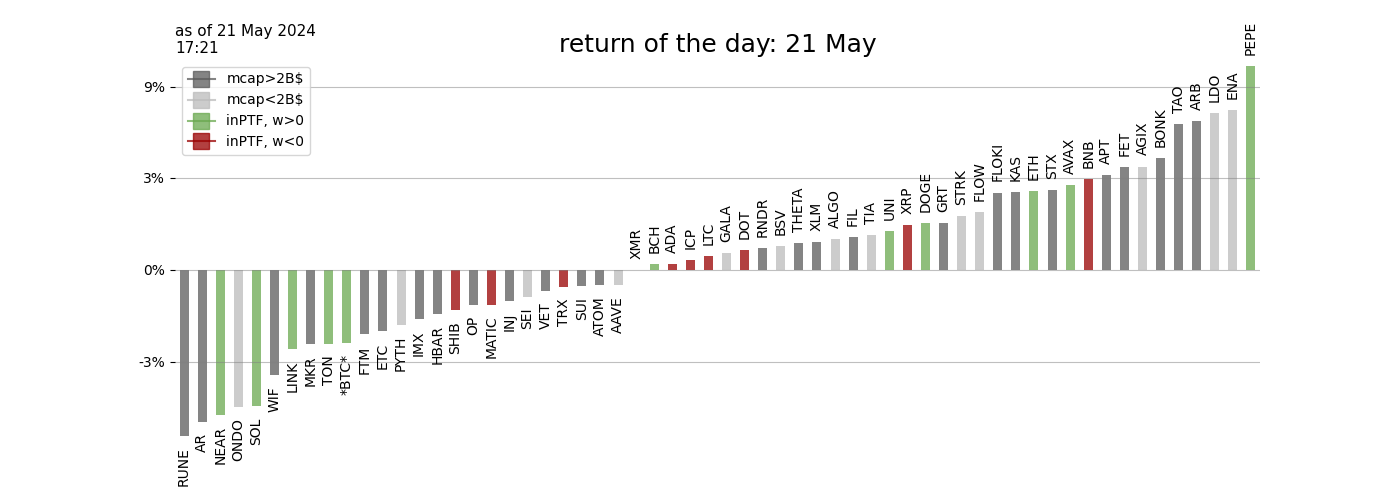 as of 21 May 2024
17:21
return of the day: 21 May
mcap>2B$
mcap<2B$
inPTF, w>0
inPTF, w<0
9%
3%
0%
-3%
RUNE
AR
NEAR
ONDO
SOL
WIF
LINK
MKR
TON
*BTC*
FTM
ETC
PYTH
IMX
HBAR
SHIB
OP
MATIC
INJ
SEI
VET
TRX
SUI
ATOM
AAVE
XMR
BCH
ADA
ICP
LTC
GALA
DOT
RNDR
BSV
THETA
XLM
ALGO
FIL
TIA
UNI
XRP
DOGE
GRT
STRK
FLOW
FLOKI
KAS
ETH
STX
AVAX
BNB
APT
FET
AGIX
BONK
TAO
ARB
LDO
ENA
PEPE